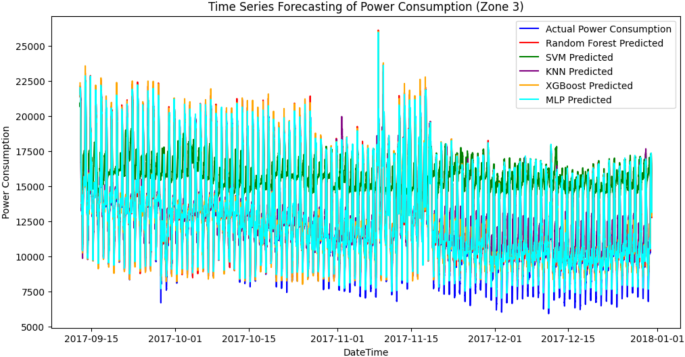 Time Series Forecasting of Power Consumption (Zone 3)
Actual Power Consumption
Random Forest Predicted
SVM Predicted
KNN Predicted
XGBoost Predicted
MLP Predicted
Power Consumption
25000
22500
20000
17500
15000
12500
10000
7500
5000
2017-09-15 2017-10-01 2017-10-15 2017-11-01 2017-11-15 2017-12-01 2017-12-15 2018-01-01
DateTime